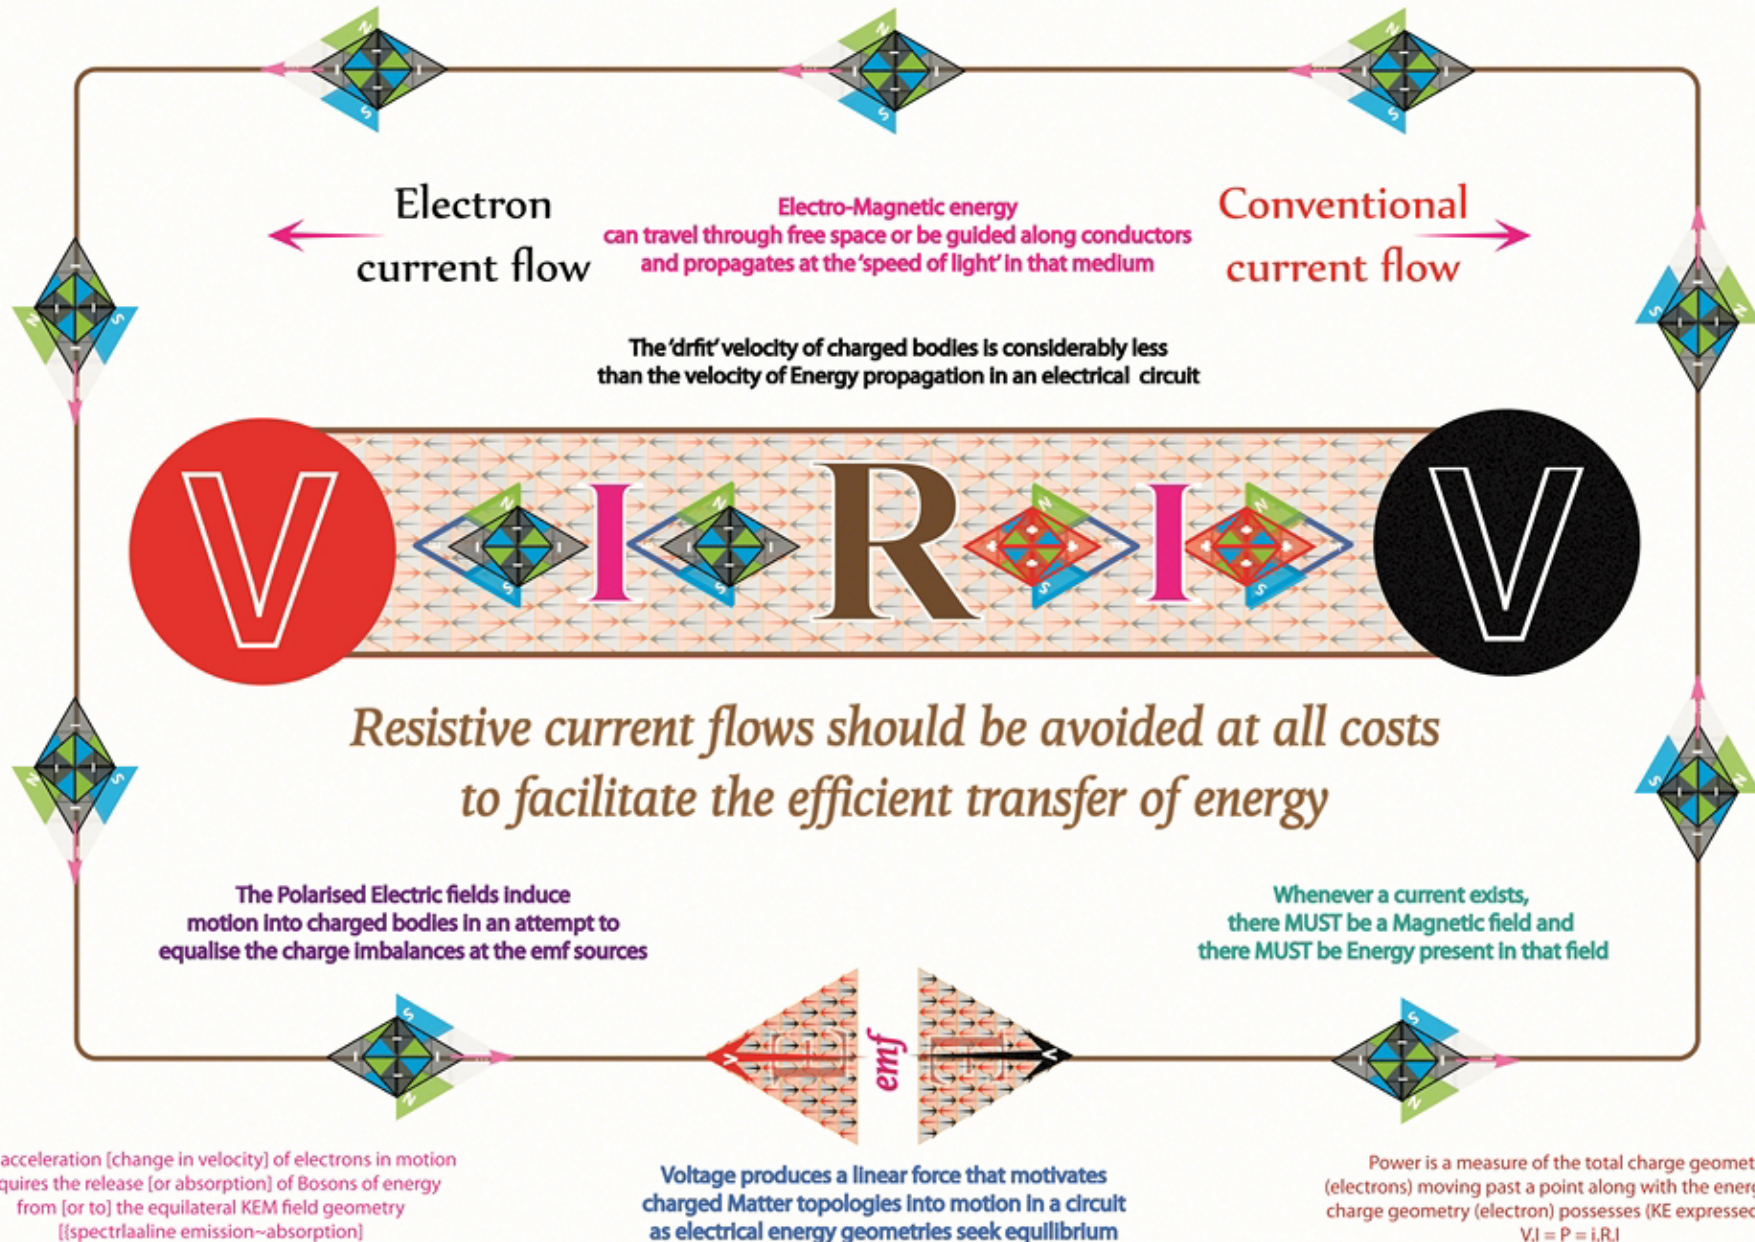 N
S
N
S
N
S
Electron
current flow
Electro-Magnetic energy
can travel through free space or be guided along conductors
and propagates at the ‘speed of light’ in that medium
Conventional
current flow
N
S
S
N
The ‘drfit’ velocity of charged bodies is considerably less
than the velocity of Energy propagation in an electrical circuit
V
N
S
I
N
S
R
N
S
I
N
S
V
Resistive current flows should be avoided at all costs
to facilitate the efficient transfer of energy
N
S
S
N
The Polarised Electric fields induce
motion into charged bodies in an attempt to
equalise the charge imbalances at the emf sources
Whenever a current exists,
there MUST be a Magnetic field and
there MUST be Energy present in that field
S
N
V
E
emf
E
V
S
N
acceleration [change in velocity] of electrons in motion
quires the release [or absorption] of Bosons of energy
from [or to] the equilateral KEM field geometry
[{spectrlaaline emission~absorption]
Voltage produces a linear force that motivates
charged Matter topologies into motion in a circuit
as electrical energy geometries seek equilibrium
Power is a measure of the total charge geomet
(electrons) moving past a point along with the energ
charge geometry (electron) possesses (KE expressed
V.I = P = i.R.I